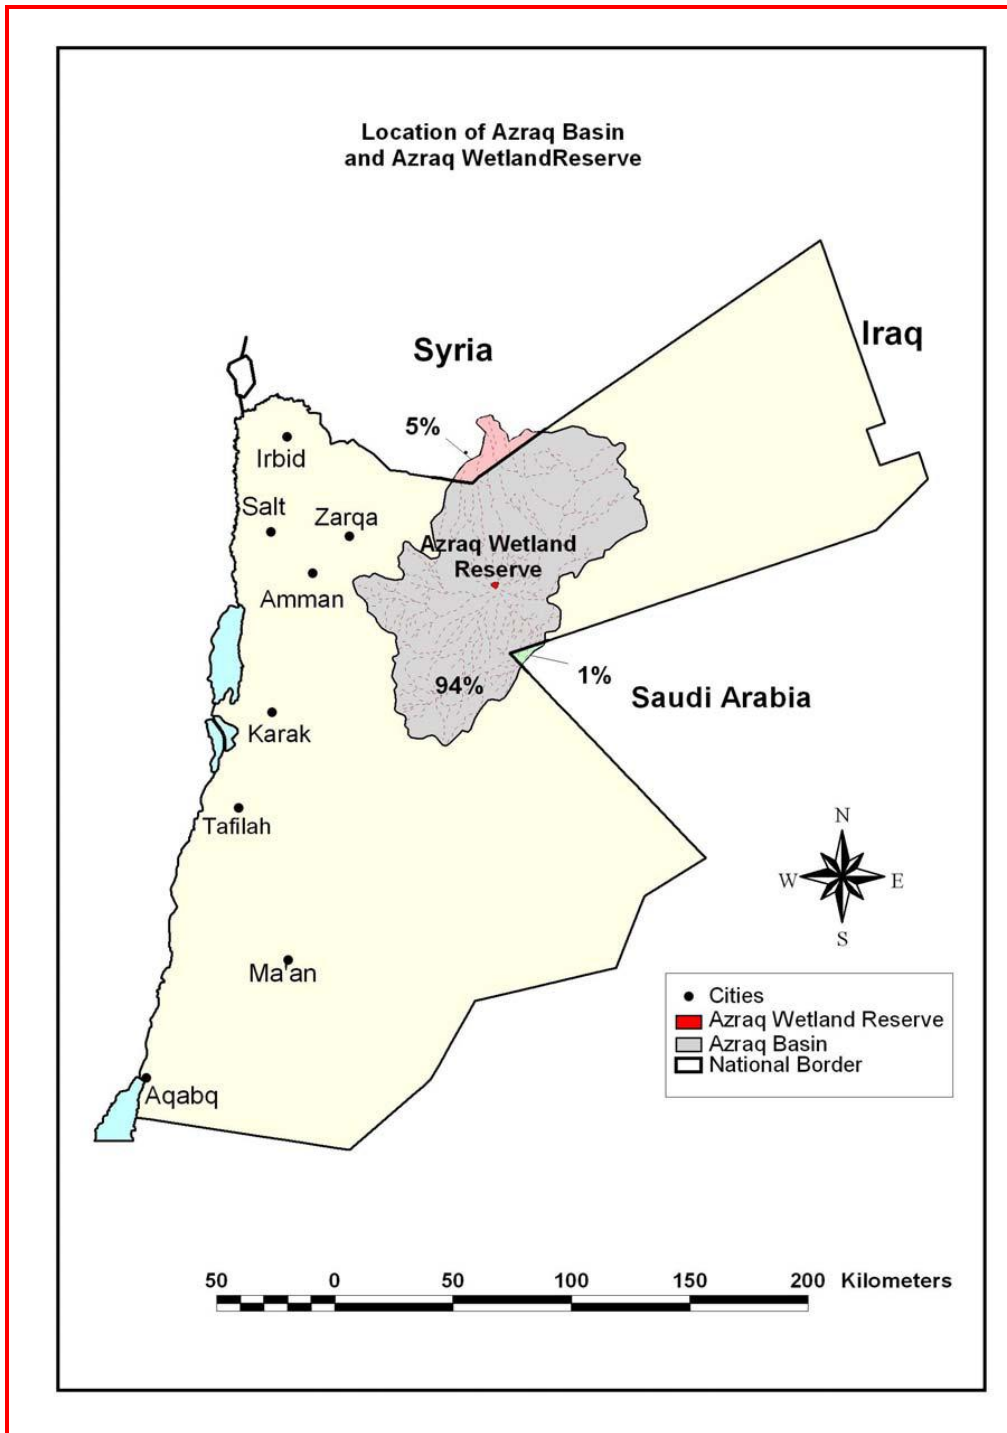 Location of Azraq Basin
and Azraq WetlandReserve
Iraq
Syria
5%
Irbid
Salt
Zarqa
Azraq Wetland
Reserve
Amman
1%
94%
Saudi Arabia
Karak
Tafilah
N
W
E
S
Ma'an
Cities
Azraq Wetland Reserve
Azraq Basin
National Border
Aqabq
50 0 50 100 150 200 Kilometers